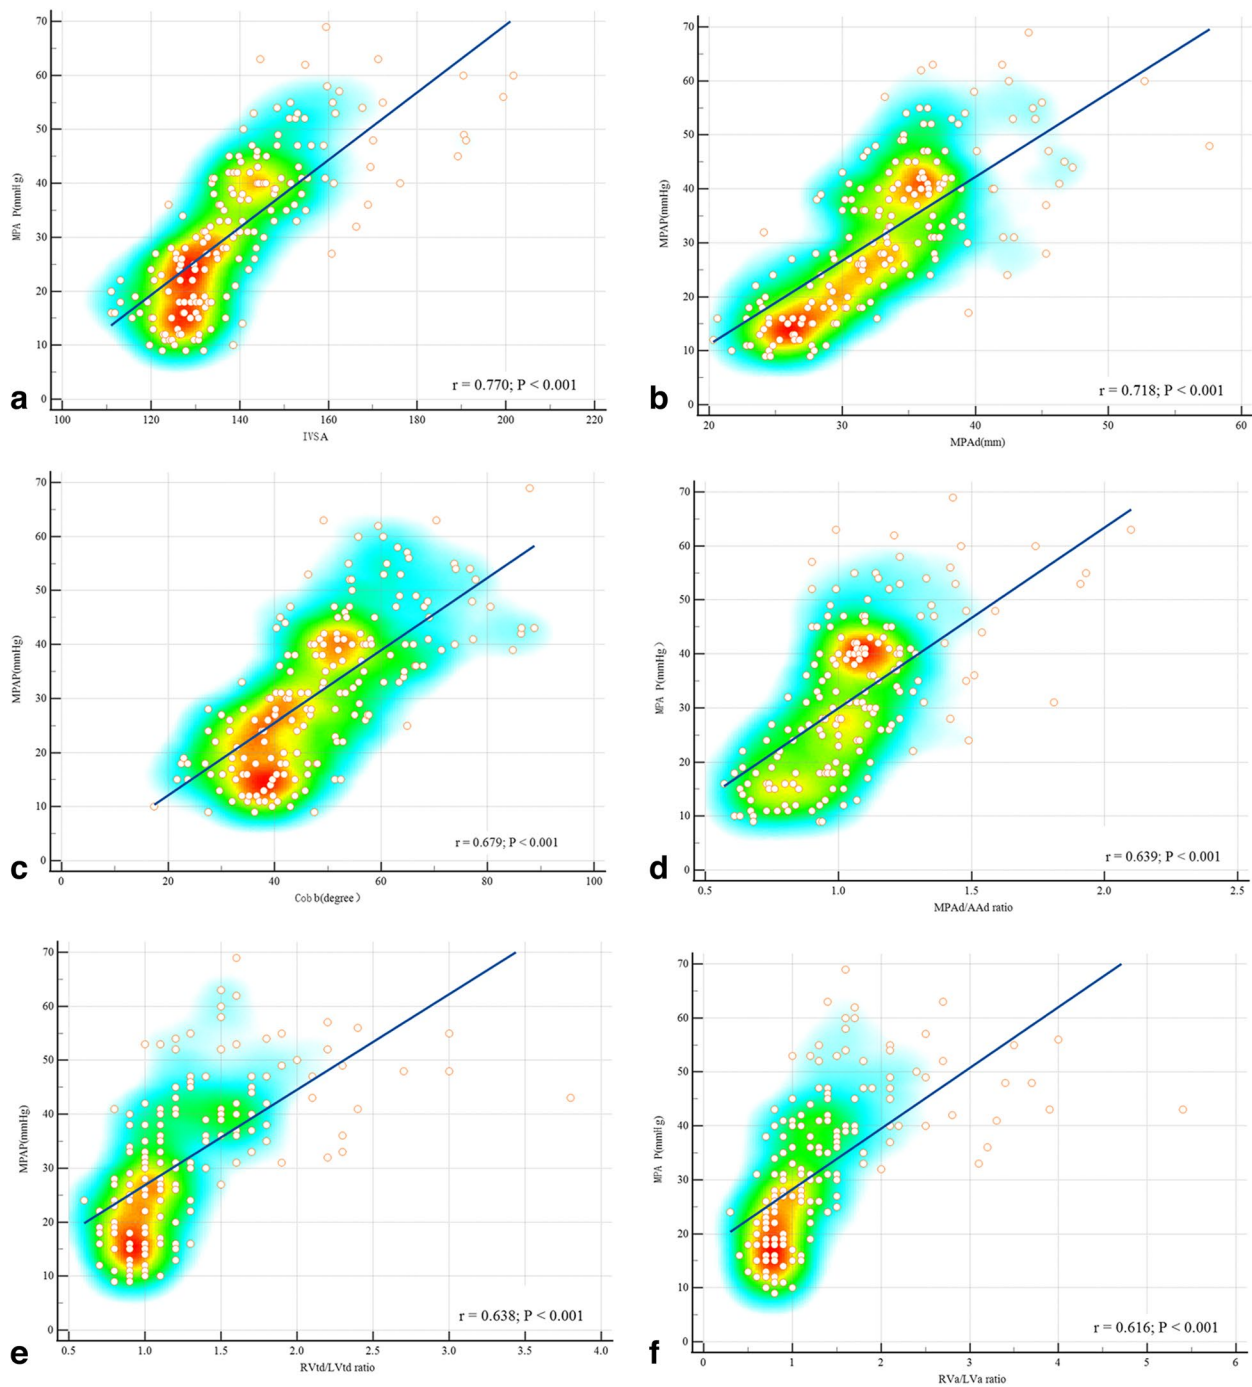 70
60
50
40
30
20
10
0
MPA P(mmHg)
r = 0.770; P < 0.001
a
100 120 140 160 180 200 220
IVSA
70
60
50
40
30
20
10
0
MPAP(mmHg)
r = 0.718; P < 0.001
b
20 30 40 50 60
MPAd(mm)
70
60
50
40
30
20
10
0
MPAP(mmHg)
r = 0.679; P < 0.001
c
0 20 40 60 80 100
Cobb(degree)
70
60
50
40
30
20
10
0
MPA P(mmHg)
r = 0.639; P < 0.001
d
0.5 1.0 1.5 2.0 2.5
MPAd/AAd ratio
70
60
50
40
30
20
10
0
MPAP(mmHg)
r = 0.638; P < 0.001
e
0.5 1.0 1.5 2.0 2.5 3.0 3.5 4.0
RVtd/LVtd ratio
70
60
50
40
30
20
10
0
MPA P(mmHg)
r = 0.616; P < 0.001
f
0 1 2 3 4 5 6
RVa/LVa ratio